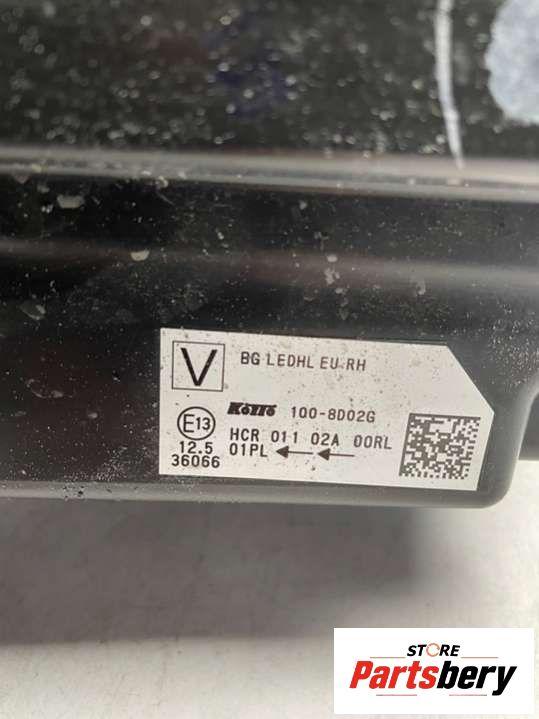 V
BG LEDHL EU RH
KOITO 100-8D02G
E13
HCR 011 02A 00RL
12.5
01PL
36066
STORE
Partsbery